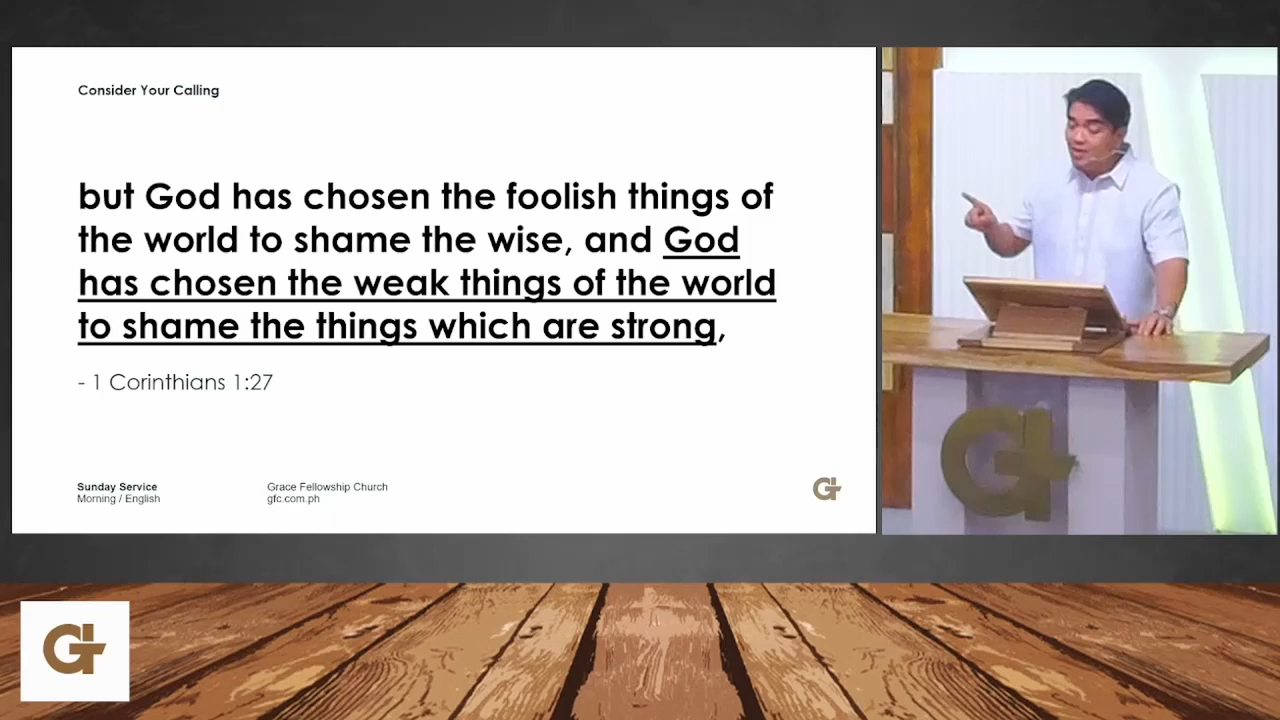 Consider Your Calling
but God has chosen the foolish things of
the world to shame the wise, and God
has chosen the weak things of the world
to shame the things which are strong,
- 1 Corinthians 1:27
Sunday Service
Morning / English
Grace Fellowship Church
gfc.com.ph